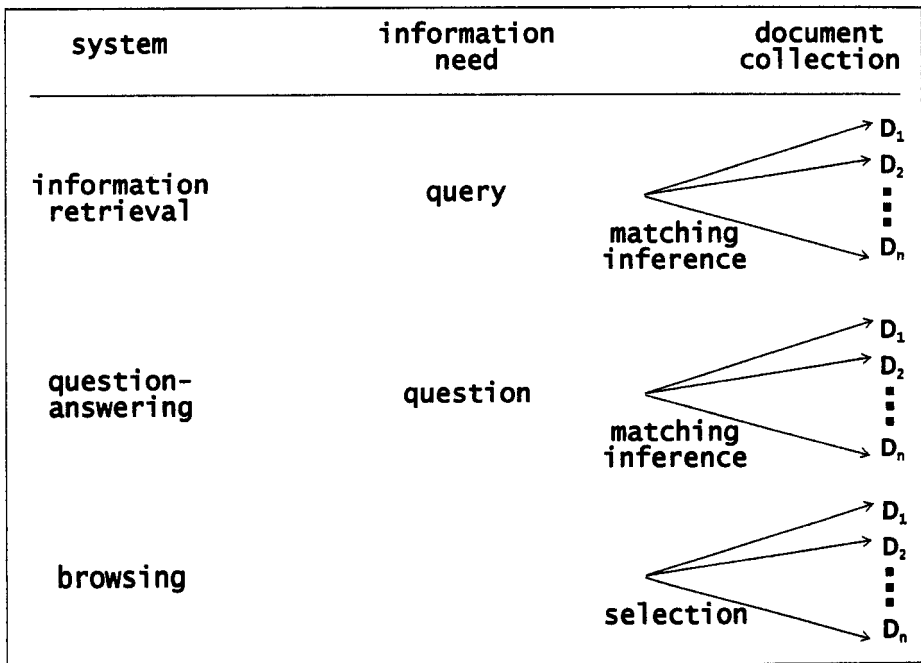 system
information
need
document
collection
information
retrieval
query
matching
inference
D₁
D₂
Dₙ
question-
answering
question
matching
inference
D₁
D₂
Dₙ
browsing
selection
D₁
D₂
Dₙ